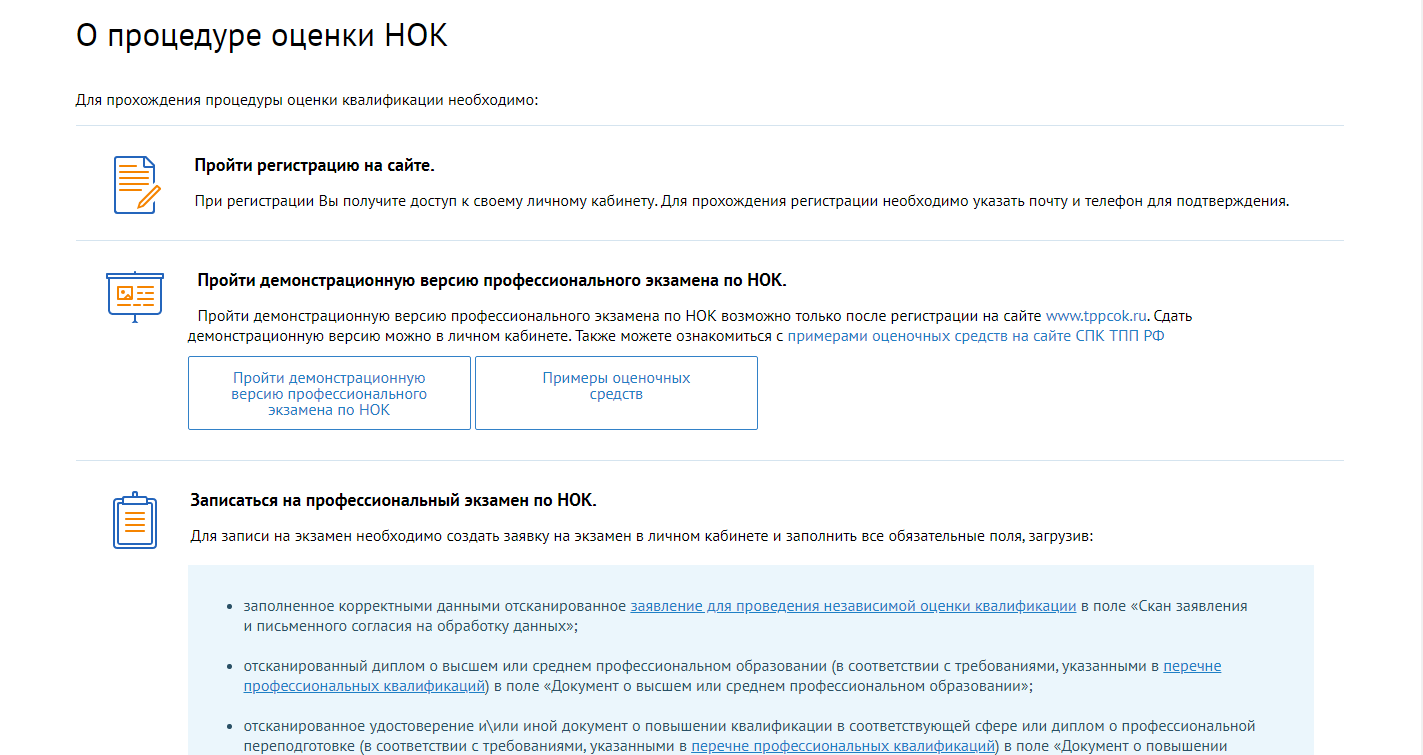 О процедуре оценки НОК
Для прохождения процедуры оценки квалификации необходимо:
Пройти регистрацию на сайте.
При регистрации Вы получите доступ к своему личному кабинету. Для прохождения регистрации необходимо указать почту и телефон для подтверждения.
Пройти демонстрационную версию профессионального экзамена по НОК.
Пройти демонстрационную версию профессионального экзамена по НОК возможно только после регистрации на сайте www.tppcok.ru. Сдать
демонстрационную версию можно в личном кабинете. Также можете ознакомиться с примерами оценочных средств на сайте СПК ТПП РФ
Пройти демонстрационную
версию профессионального
экзамена по НОК
Примеры оценочных
средств
Записаться на профессиональный экзамен по НОК.
Для записи на экзамен необходимо создать заявку на экзамен в личном кабинете и заполнить все обязательные поля, загрузив:
• заполненное корректными данными отсканированное заявление для проведения независимой оценки квалификации в поле «Скан заявления
и письменного согласия на обработку данных»;
• отсканированный диплом о высшем или среднем профессиональном образовании (в соответствии с требованиями, указанными в перечне
профессиональных квалификаций) в поле «Документ о высшем или среднем профессиональном образовании»;
• отсканированное удостоверение и\или иной документ о повышении квалификации в соответствующей сфере или диплом о профессиональной
переподготовке (в соответствии с требованиями, указанными в перечне профессиональных квалификаций) в поле «Документ о повышении